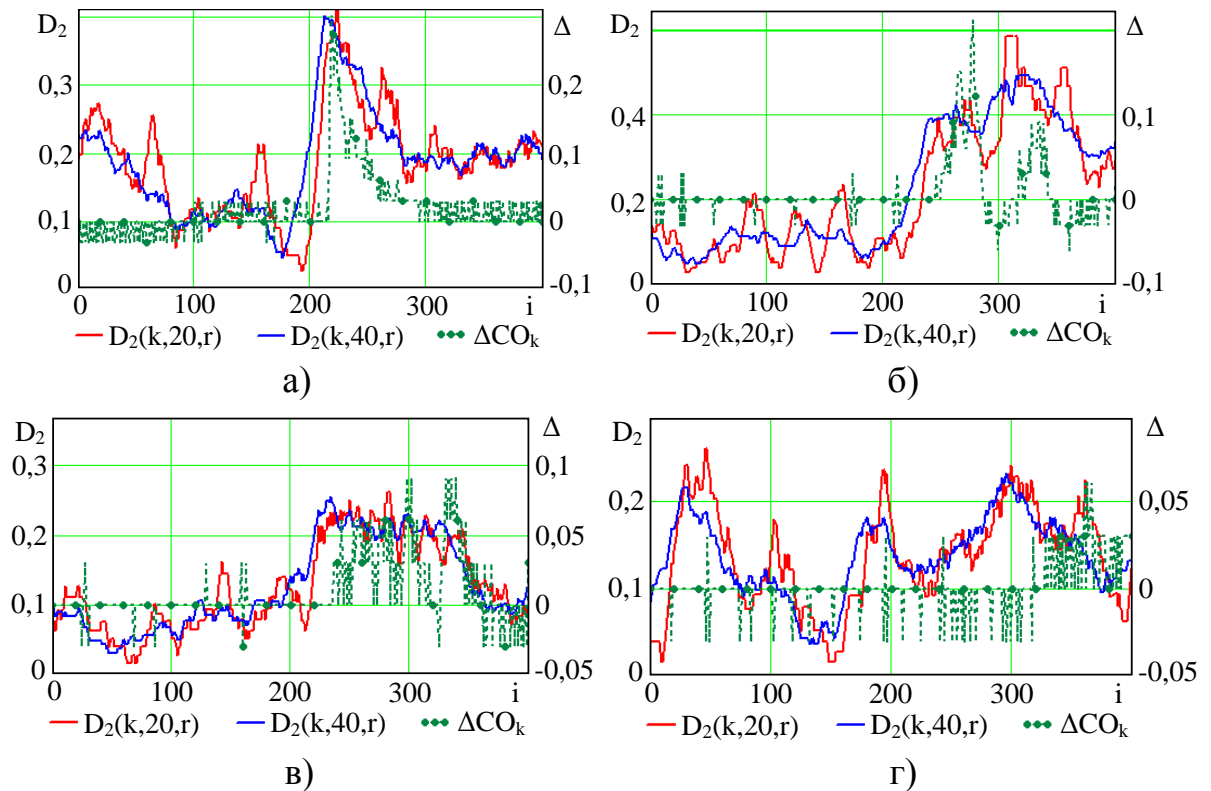 D₂ Δ D₂ Δ
0,3 0,2 0,4 0,1
0,2 0,1 0,2 0
0,1 0
0 -0,1 0 -0,1
0 100 200 300 i 0 100 200 300 i
D₂(k,20,r) D₂(k,40,r) ΔCOₖ D₂(k,20,r) D₂(k,40,r) ΔCOₖ
а) б)
D₂ Δ D₂ Δ
0,3 0,1
0,2 0,05 0,2 0,05
0,1 0 0,1 0
0 -0,05 0 -0,05
0 100 200 300 i 0 100 200 300 i
D₂(k,20,r) D₂(k,40,r) ΔCOₖ D₂(k,20,r) D₂(k,40,r) ΔCOₖ
в) г)